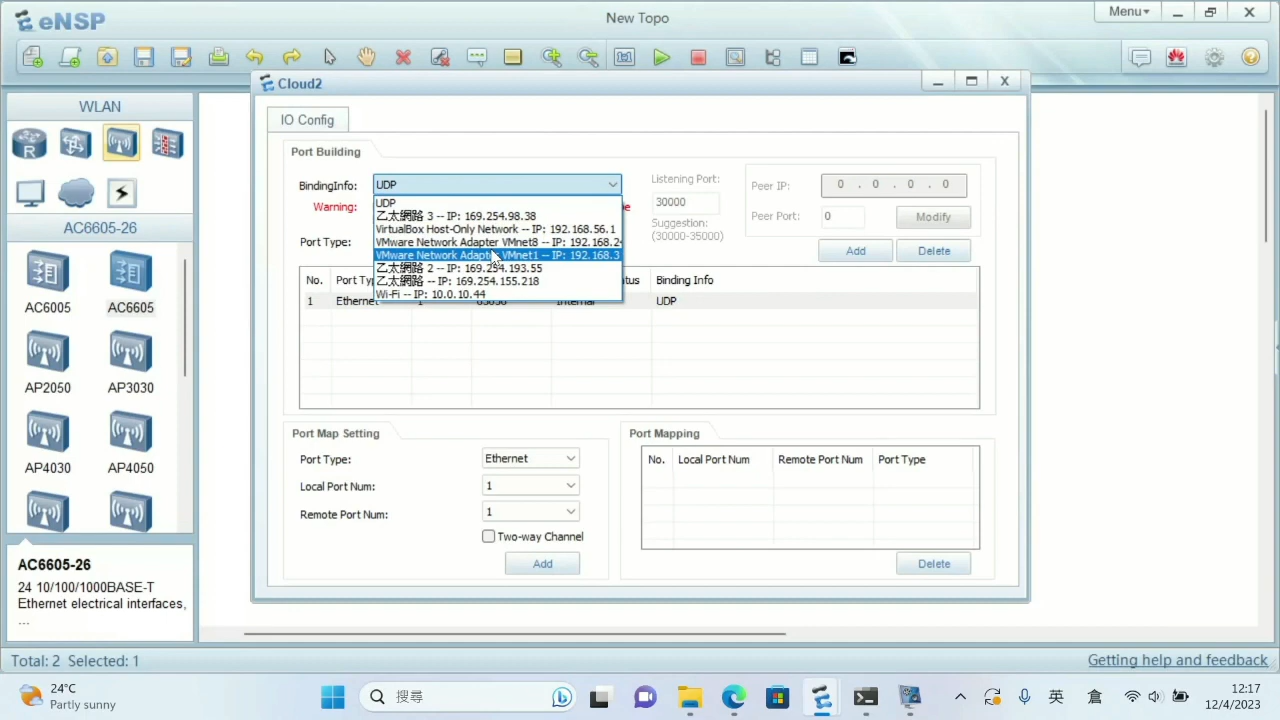 eNSP
New Topo
Menu
Cloud2
WLAN
IO Config
Port Building
BindingInfo:
UDP
Listening Port:
Peer IP:
0 . 0 . 0 . 0
UDP
Warning:
30000
乙太網路 3 -- IP: 169.254.98.38
Peer Port:
0
Modify
VirtualBox Host-Only Network -- IP: 192.168.56.1
Suggestion:
(30000-35000)
AC6605-26
Port Type:
VMware Network Adapter VMnet8 -- IP: 192.168.2
Add
Delete
VMware Network Adapter VMnet1 -- IP: 192.168.3
乙太網路 2 -- IP: 169.254.193.55
No.
Binding Info
乙太網路 -- IP: 169.254.155.218
Wi-Fi -- IP: 10.0.10.44
1
UDP
AC6005
AC6605
AP2050
AP3030
Port Map Setting
Port Mapping
Port Type:
Ethernet
No.
Local Port Num
Remote Port Num
Port Type
AP4030
AP4050
Local Port Num:
1
Remote Port Num:
1
Two-way Channel
Add
Delete
AC6605-26
24 10/100/1000BASE-T
Ethernet electrical interfaces,
...
Total: 2 Selected: 1
Getting help and feedback
24°C
Partly sunny
搜尋
英
倉
12:17
12/4/2023